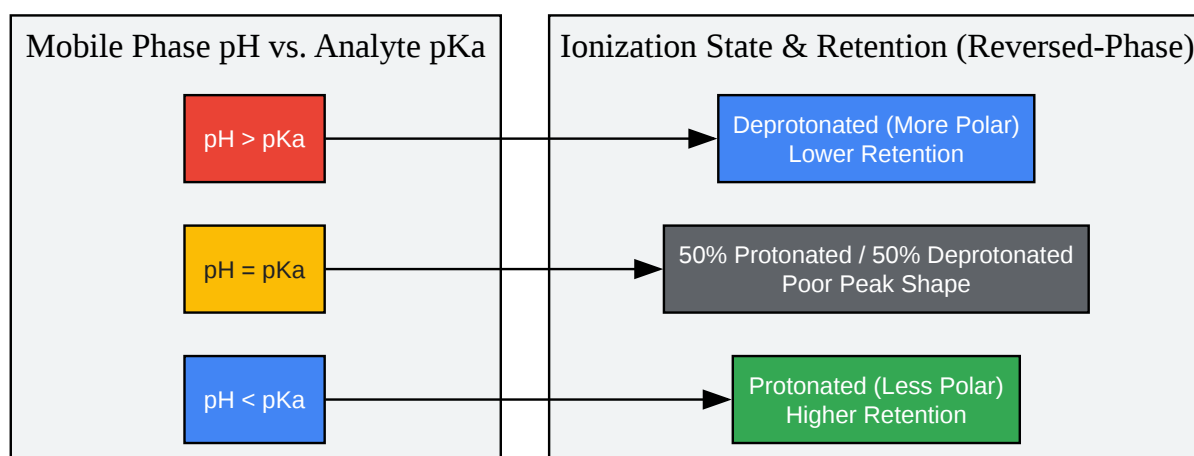 Mobile Phase pH vs. Analyte pKa
pH > pKa
pH = pKa
pH < pKa
Ionization State & Retention (Reversed-Phase)
Deprotonated (More Polar)
Lower Retention
50% Protonated / 50% Deprotonated
Poor Peak Shape
Protonated (Less Polar)
Higher Retention